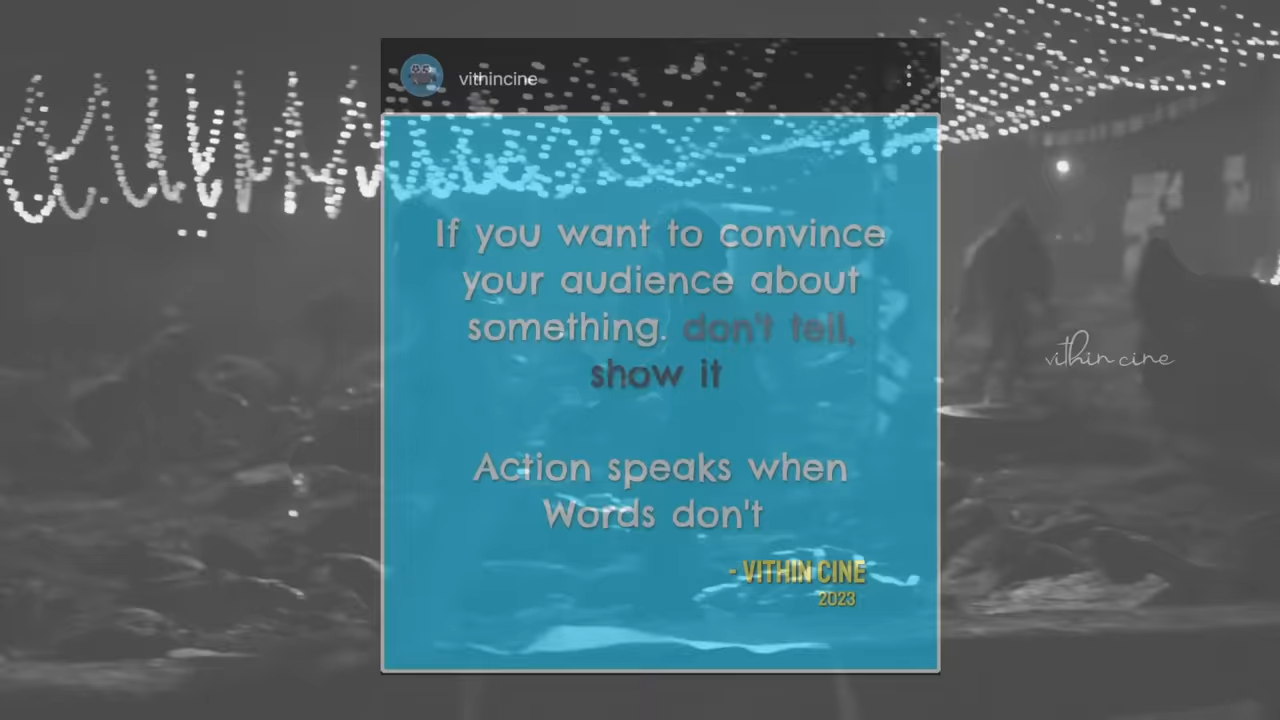 vithincine
If you want to convince
your audience about
something. don't tell,
show it
Action speaks when
Words don't
- VITHIN CINE
2023
vithin cine